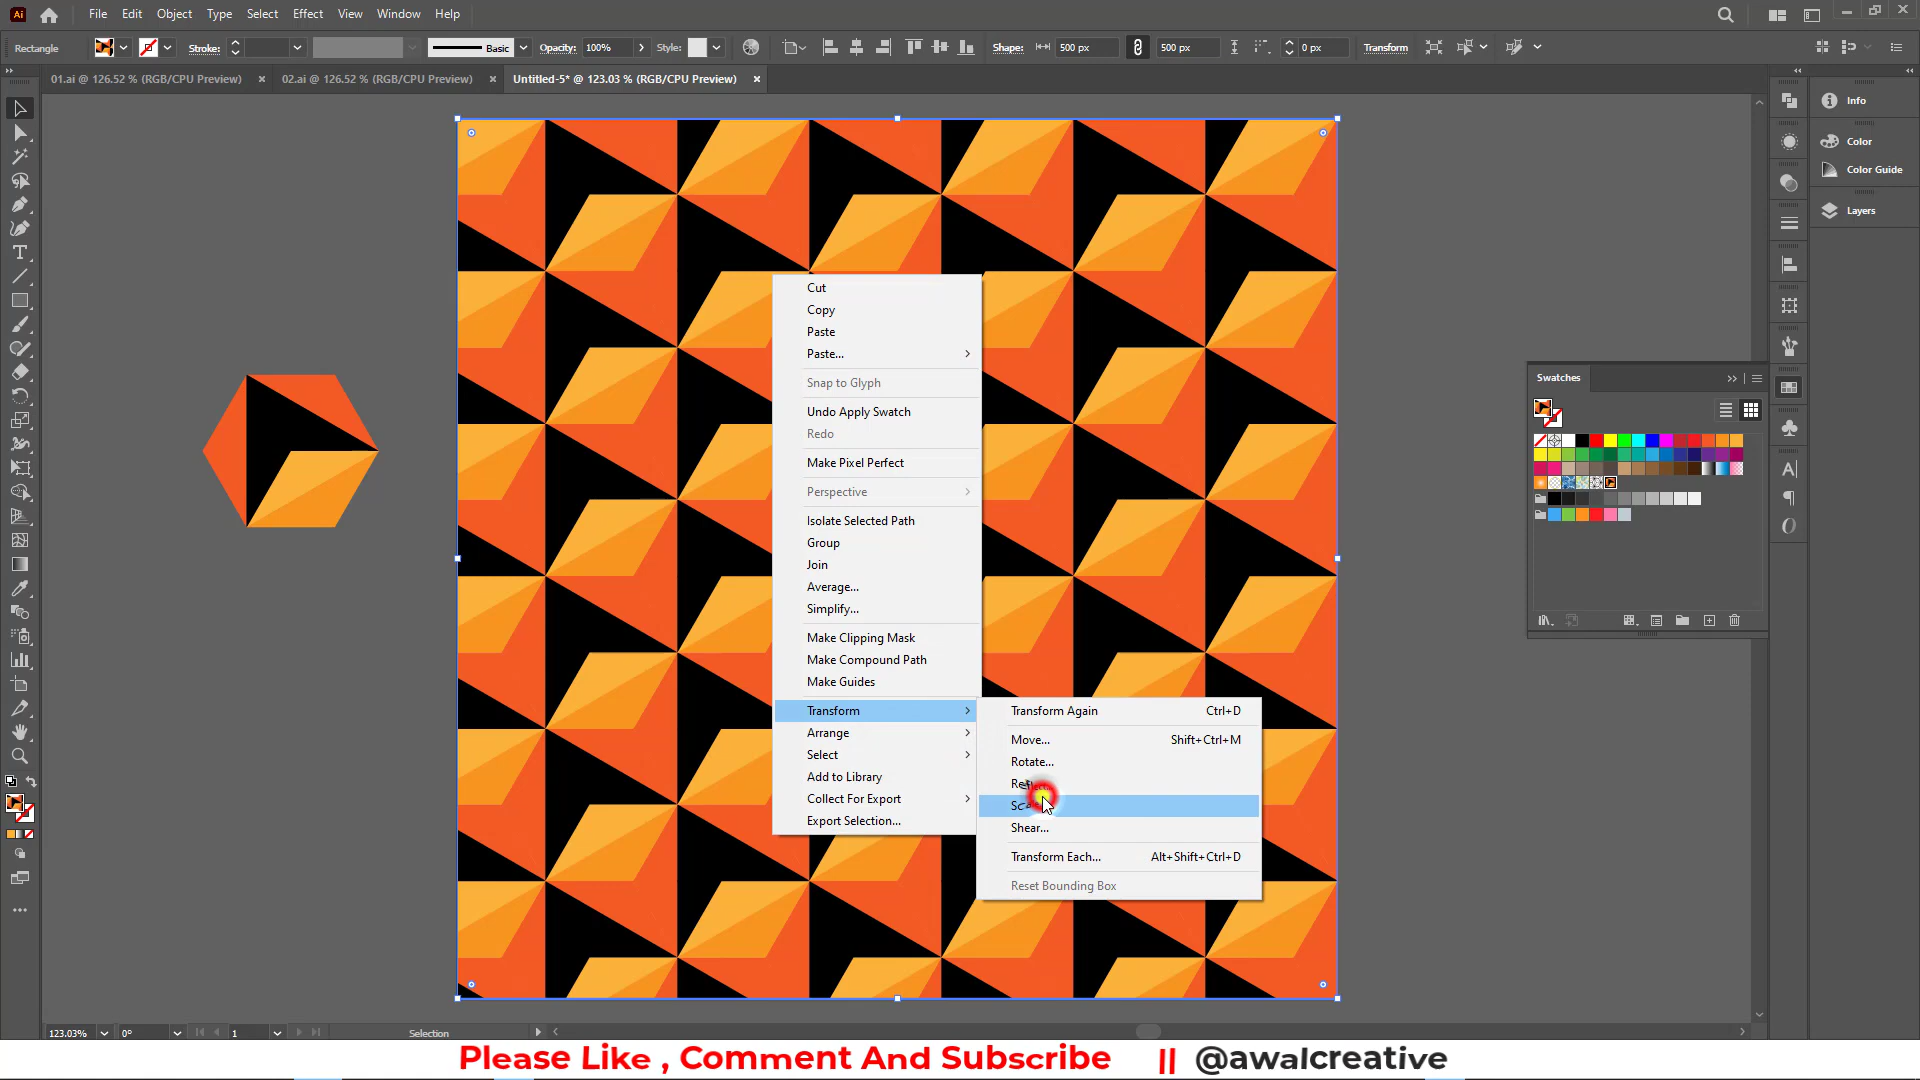 Ai File Edit Object Type Select Effect View Window Help
Rectangle Stroke: Basic Opacity: 100% Style: Shape: 500 px 500 px 0 px Transform
01.ai @ 126.52 % (RGB/CPU Preview) × 02.ai @ 126.52 % (RGB/CPU Preview) × Untitled-5* @ 123.03 % (RGB/CPU Preview) ×
Info
Color
Color Guide
Layers
Swatches
Cut
Copy
Paste
Paste...
Snap to Glyph
Undo Apply Swatch
Redo
Make Pixel Perfect
Perspective
Isolate Selected Path
Group
Join
Average...
Simplify...
Make Clipping Mask
Make Compound Path
Make Guides
Transform
Arrange
Select
Add to Library
Collect For Export
Export Selection...
Transform Again Ctrl+D
Move... Shift+Ctrl+M
Rotate...
Shear...
Transform Each... Alt+Shift+Ctrl+D
Reset Bounding Box
123.03% 0° 1 Selection
Please Like , Comment And Subscribe || @awalcreative